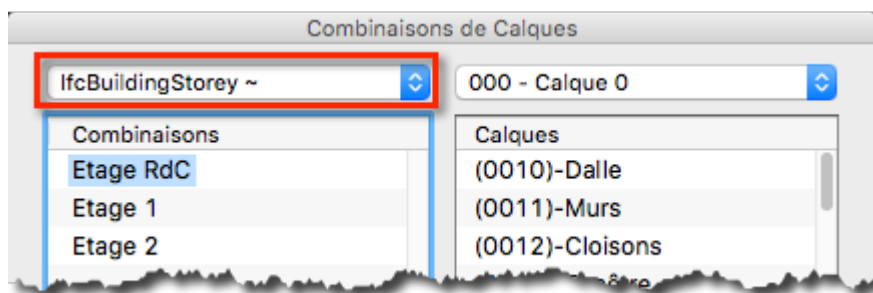 Combinaisons de Calques
IfcBuildingStorey ~
000 - Calque 0
Combinaisons
Calques
Etage RdC
(0010)-Dalle
Etage 1
(0011)-Murs
Etage 2
(0012)-Cloisons